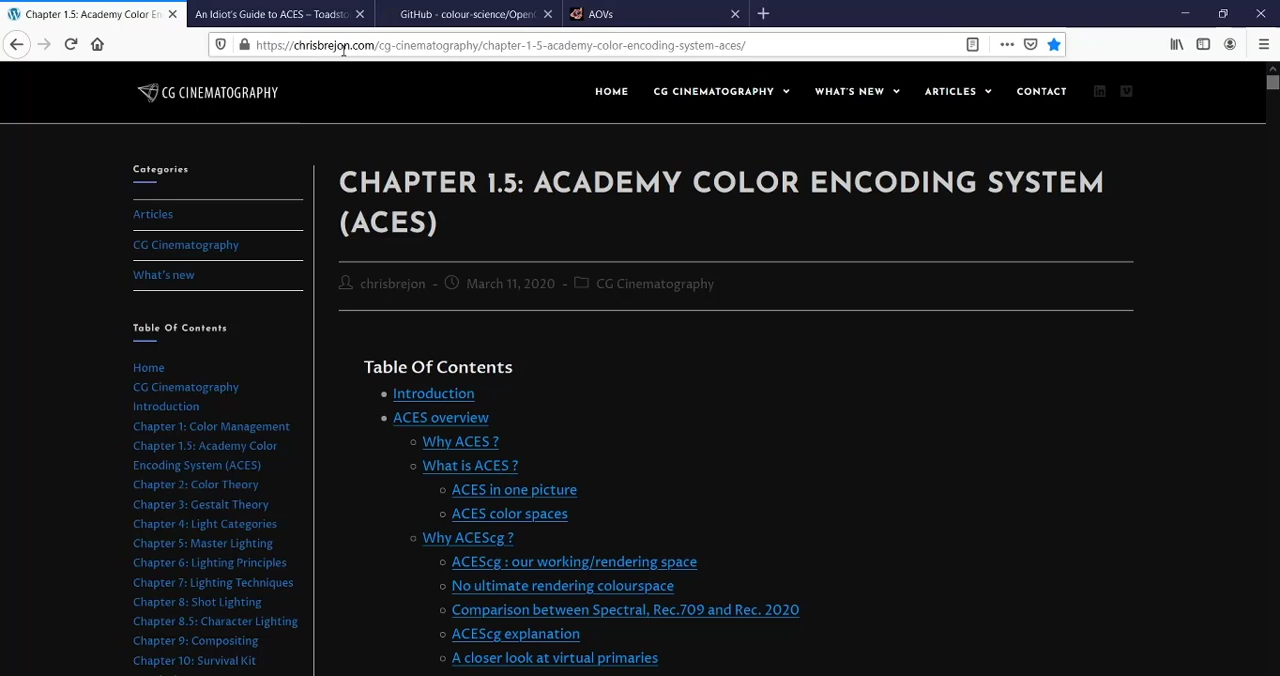 Chapter 1.5: Academy Color En
An Idiot's Guide to ACES – Toadsto
GitHub - colour-science/Open
AOVs
https://chrisbrejon.com/cg-cinematography/chapter-1-5-academy-color-encoding-system-aces/
CG CINEMATOGRAPHY
HOME
CG CINEMATOGRAPHY
WHAT'S NEW
ARTICLES
CONTACT
Categories
Articles
CG Cinematography
What's new
Table Of Contents
Home
CG Cinematography
Introduction
Chapter 1: Color Management
Chapter 1.5: Academy Color
Encoding System (ACES)
Chapter 2: Color Theory
Chapter 3: Gestalt Theory
Chapter 4: Light Categories
Chapter 5: Master Lighting
Chapter 6: Lighting Principles
Chapter 7: Lighting Techniques
Chapter 8: Shot Lighting
Chapter 8.5: Character Lighting
Chapter 9: Compositing
Chapter 10: Survival Kit
CHAPTER 1.5: ACADEMY COLOR ENCODING SYSTEM
(ACES)
chrisbrejon - March 11, 2020 - CG Cinematography
Table Of Contents
Introduction
ACES overview
Why ACES ?
What is ACES ?
ACES in one picture
ACES color spaces
Why ACEScg ?
ACEScg : our working/rendering space
No ultimate rendering colourspace
Comparison between Spectral, Rec.709 and Rec. 2020
ACEScg explanation
A closer look at virtual primaries